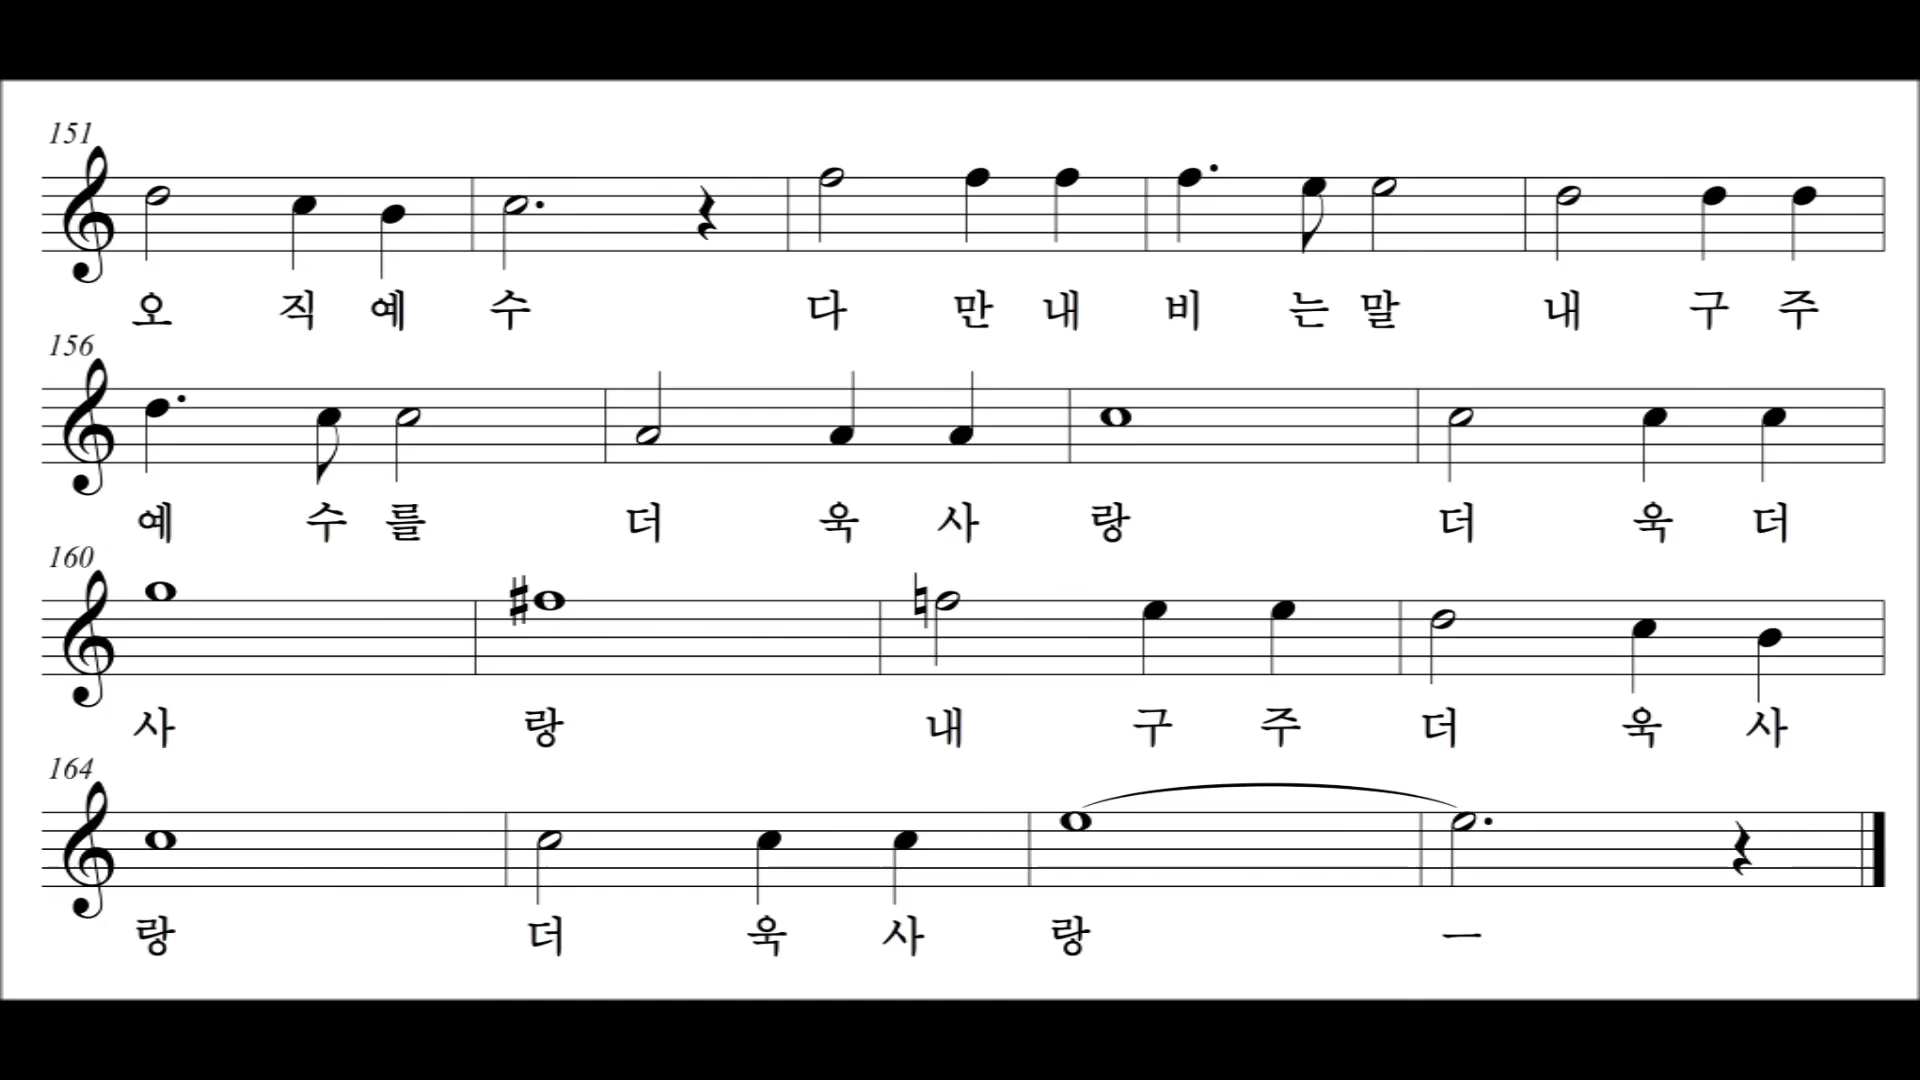 151
오 직 예 수 다 만 내 비 는 말 내 구 주
156
예 수 를 더 욱 사 랑 더 욱 더
160
사 랑 내 구 주 더 욱 사
164
랑 더 욱 사 랑 ㅡ